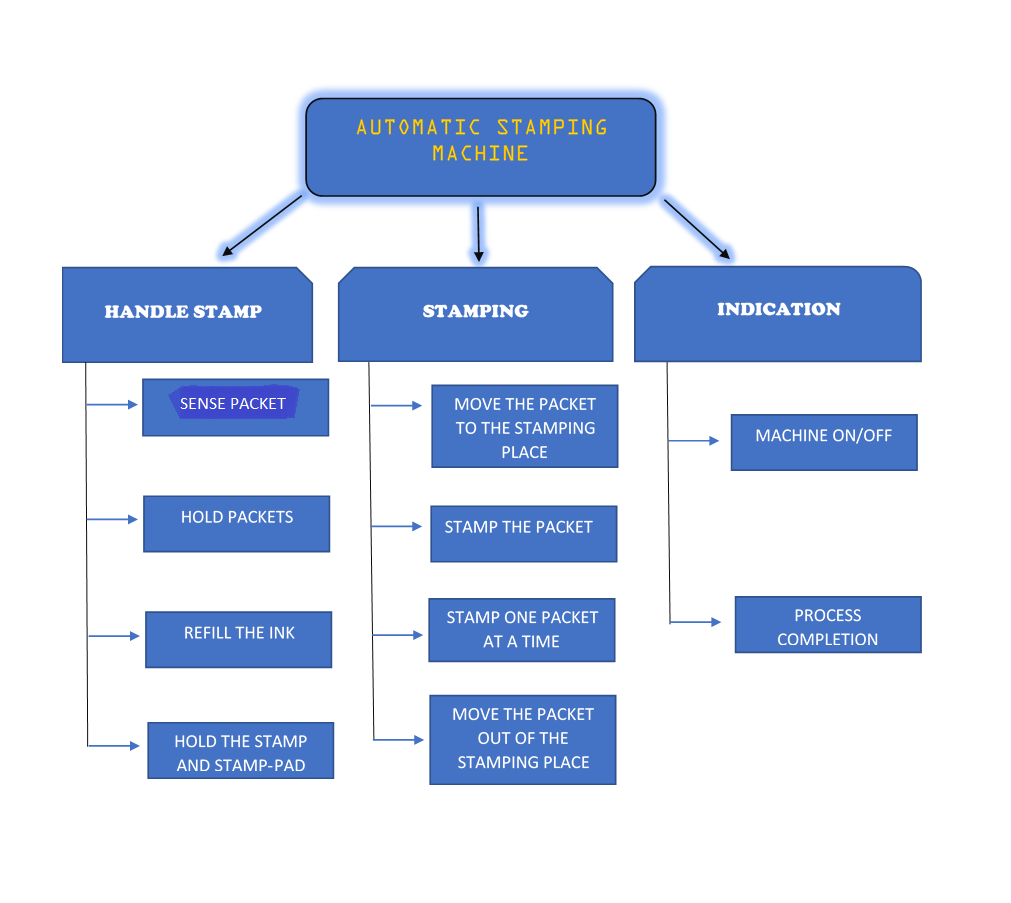 AUTOMATIC STAMPING
MACHINE
HANDLE STAMP
STAMPING
INDICATION
SENSE PACKET
HOLD PACKETS
REFILL THE INK
HOLD THE STAMP
AND STAMP-PAD
MOVE THE PACKET
TO THE STAMPING
PLACE
STAMP THE PACKET
STAMP ONE PACKET
AT A TIME
MOVE THE PACKET
OUT OF THE
STAMPING PLACE
MACHINE ON/OFF
PROCESS
COMPLETION